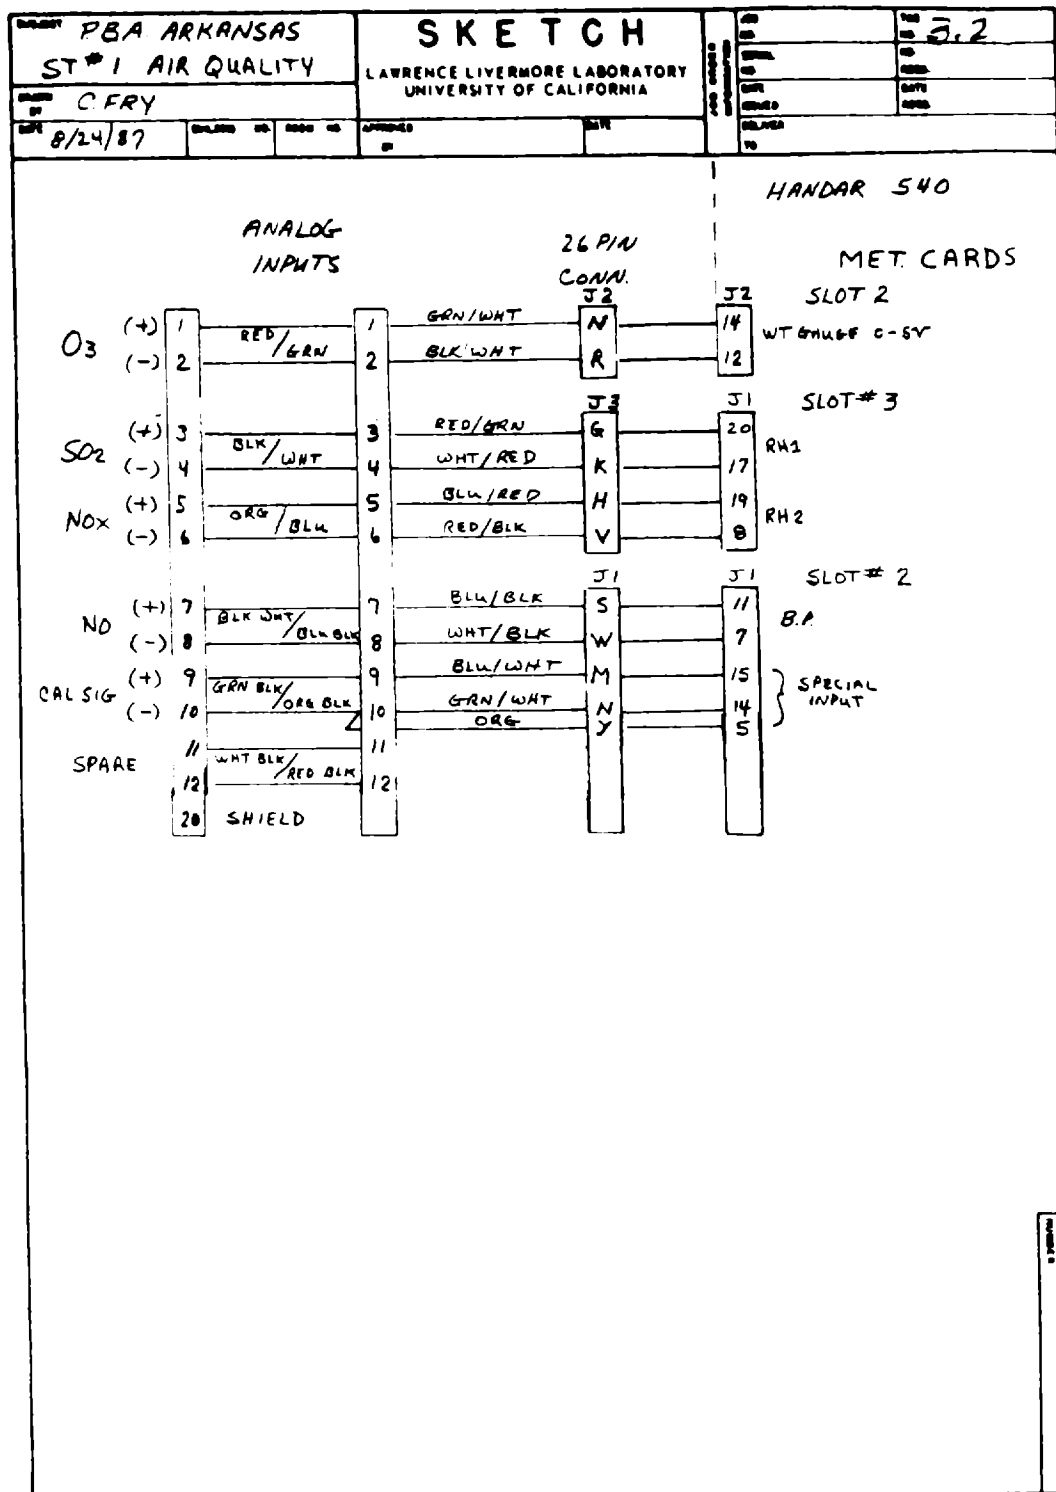 PBA ARKANSAS
ST #1 AIR QUALITY
BY C. FRY
DATE 8/24/87
SKETCH
LAWRENCE LIVERMORE LABORATORY
UNIVERSITY OF CALIFORNIA
BY
DATE
TO
HANDAR 540
ANALOG
INPUTS
26 PIN
CONN.
MET. CARDS
J2 J2 SLOT 2
O3 (+) 1 RED/GRN 1 GRN/WHT N 14 WT GAUGE 0-5V
(-) 2 2 BLK WHT R 12
J1 SLOT # 3
SO2 (+) 3 BLK/WHT 3 RED/GRN G 20 RH1
(-) 4 4 WHT/RED K 17
NOX (+) 5 ORG/BLU 5 BLU/RED H 19 RH2
(-) 6 6 RED/BLK V 8
J1 J1 SLOT # 2
NO (+) 7 BLK WHT/ 7 BLU/BLK S 11 B.P.
(-) 8 8 WHT/BLK W 7
CAL SIG (+) 9 GRN BLK/ORG BLK 9 BLU/WHT M 15 SPECIAL
INPUT
(-) 10 10 GRN/WHT N 14
ORG Y 5
SPARE 11 WHT BLK/RED BLK 11
12 12
20 SHIELD